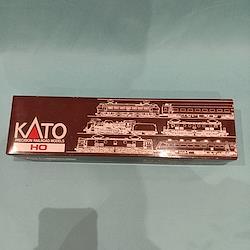 KATO
PRECISION RAILROAD MODELS
HO